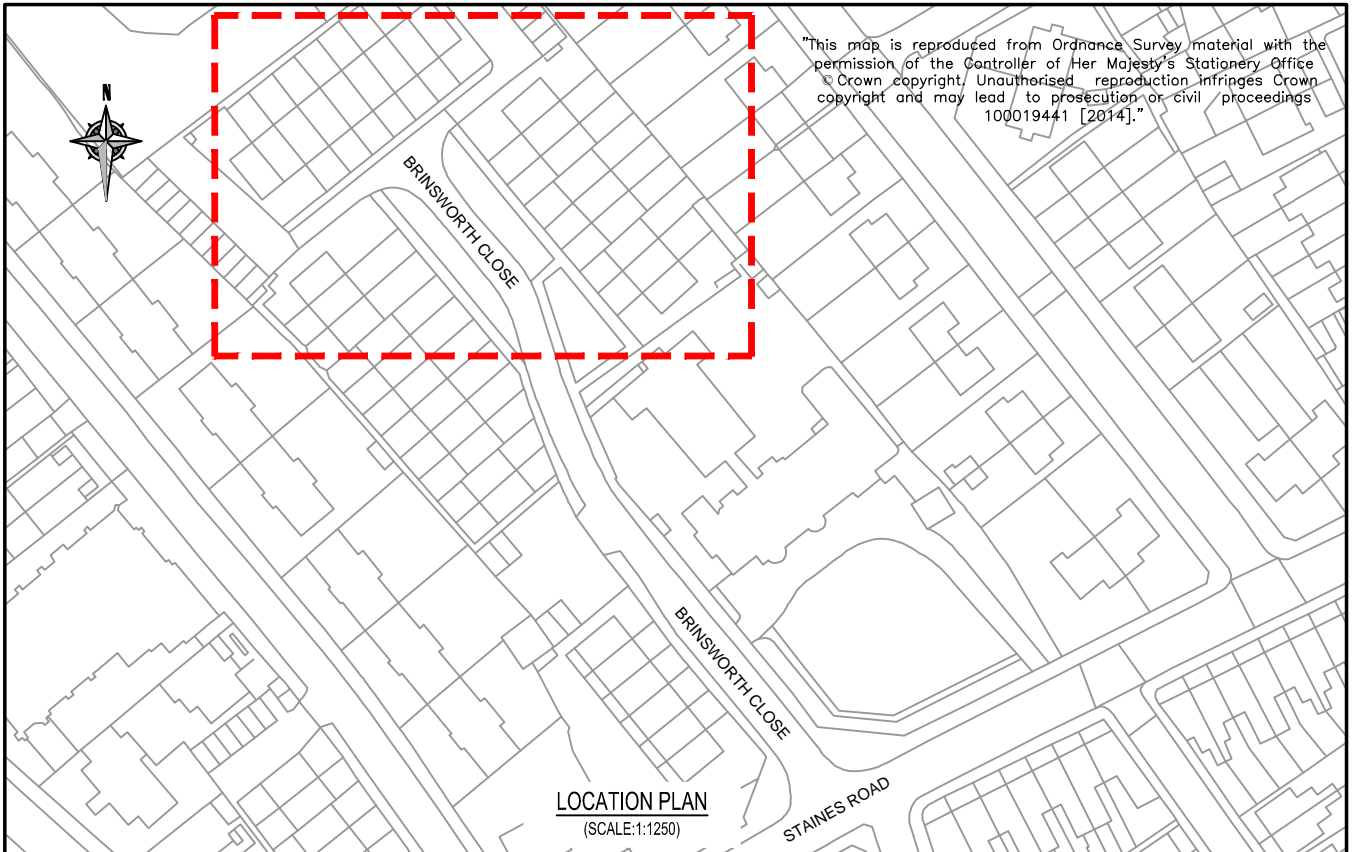 N
"This map is reproduced from Ordnance Survey material with the
permission of the Controller of Her Majesty's Stationery Office
© Crown copyright. Unauthorised reproduction infringes Crown
copyright and may lead to prosecution or civil proceedings
100019441 [2014]."
BRINSWORTH CLOSE
BRINSWORTH CLOSE
STAINES ROAD
LOCATION PLAN
(SCALE:1:1250)